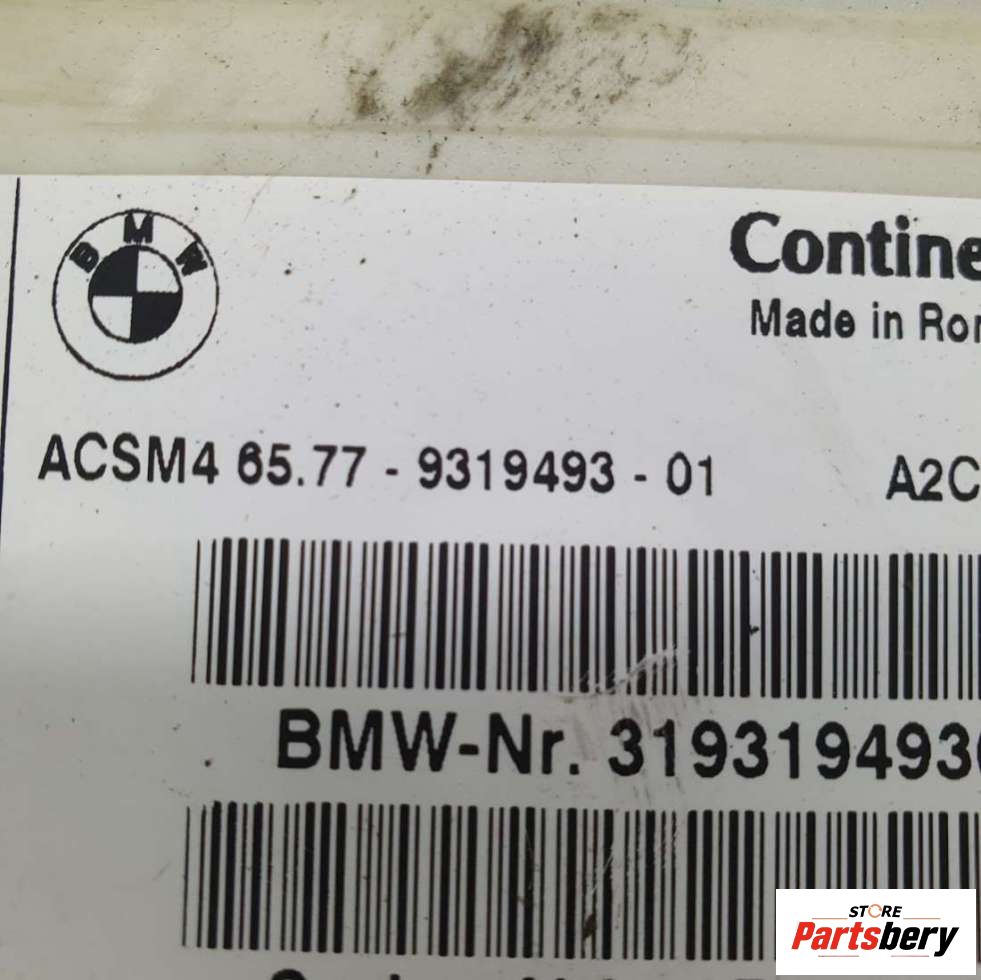 BMW
Contine
Made in Ror
ACSM4 65.77 - 9319493 - 01 A2C
BMW-Nr. 319319493
STORE
Partsbery